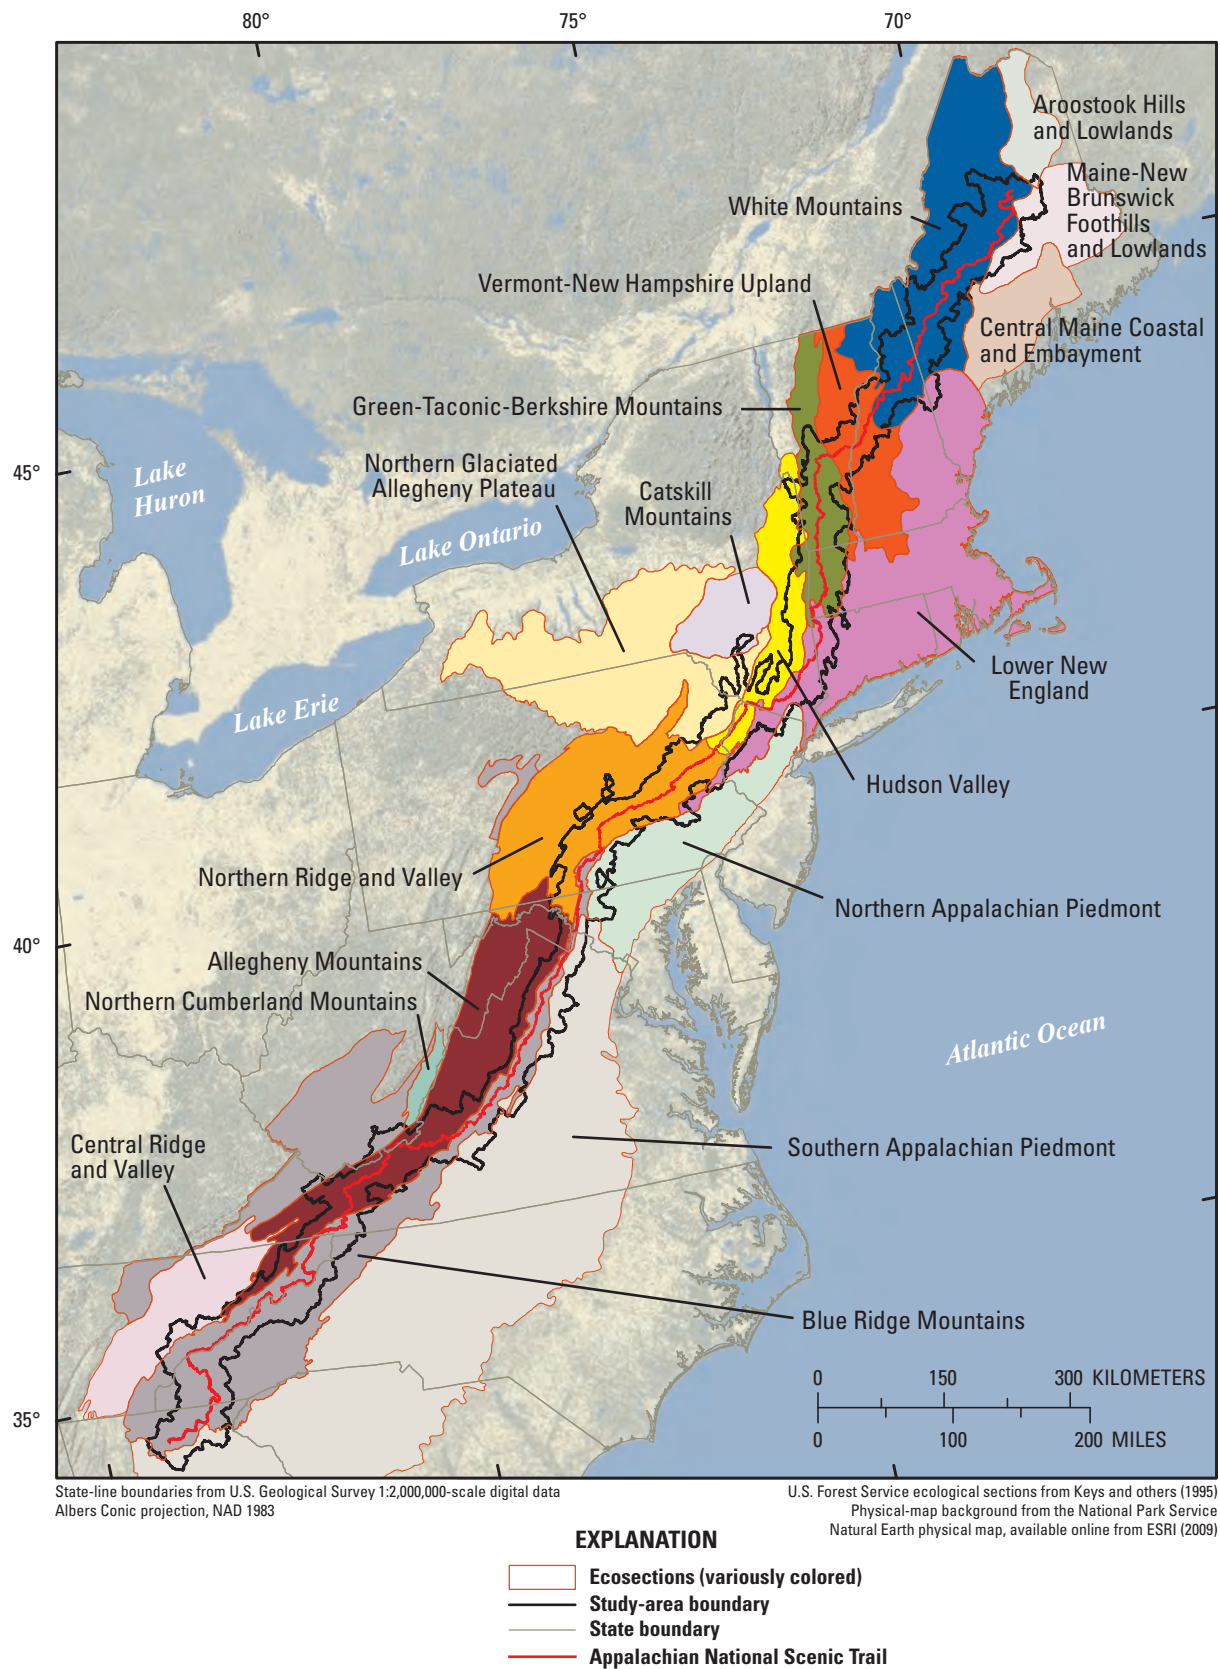 80°
75°
70°
Aroostook Hills
and Lowlands
Maine-New
Brunswick
Foothills
and Lowlands
White Mountains
Vermont-New Hampshire Upland
Central Maine Coastal
and Embayment
Green-Taconic-Berkshire Mountains
Northern Glaciated
Allegheny Plateau
Catskill
Mountains
45°
Lake
Huron
Lake Ontario
Lower New
England
Lake Erie
Hudson Valley
Northern Ridge and Valley
Northern Appalachian Piedmont
40°
Allegheny Mountains
Northern Cumberland Mountains
Atlantic Ocean
Central Ridge
and Valley
Southern Appalachian Piedmont
Blue Ridge Mountains
0 150 300 KILOMETERS
0 100 200 MILES
35°
State-line boundaries from U.S. Geological Survey 1:2,000,000-scale digital data
Albers Conic projection, NAD 1983
U.S. Forest Service ecological sections from Keys and others (1995)
Physical-map background from the National Park Service
Natural Earth physical map, available online from ESRI (2009)
EXPLANATION
Ecosections (variously colored)
Study-area boundary
State boundary
Appalachian National Scenic Trail